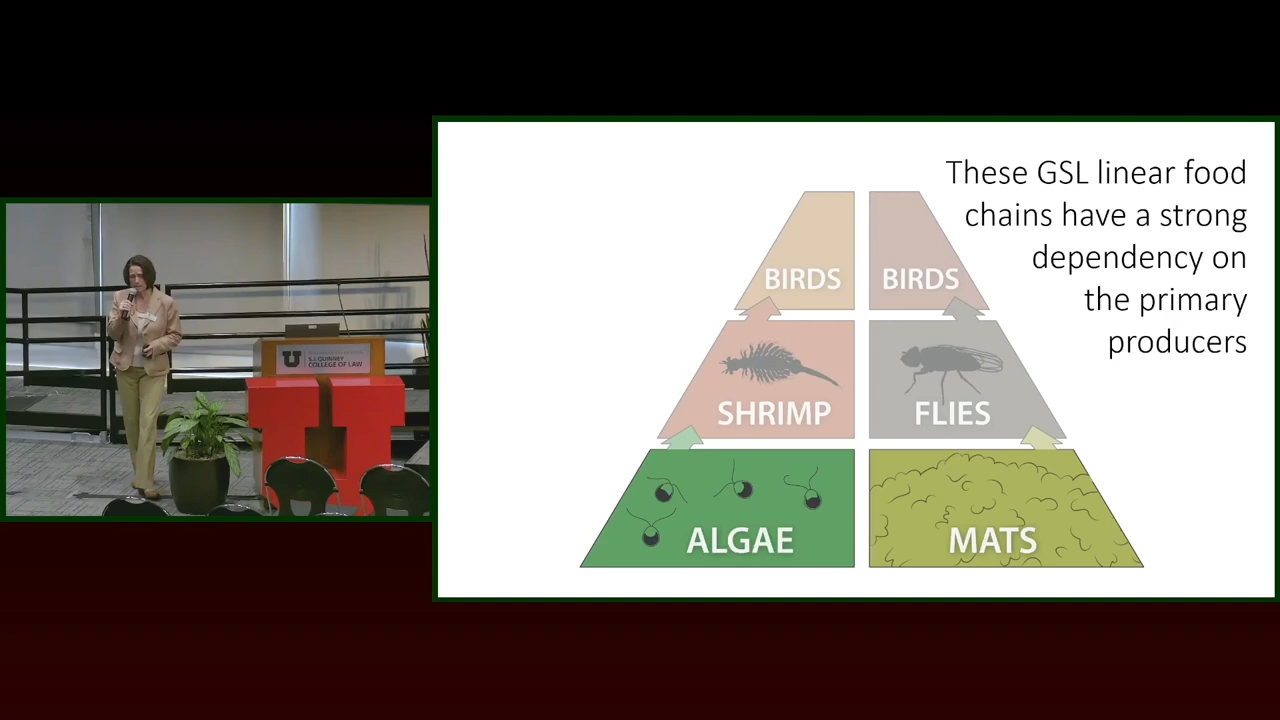 These GSL linear food
chains have a strong
dependency on
the primary
producers
BIRDS
BIRDS
SHRIMP
FLIES
ALGAE
MATS
U
S.J. QUINNEY
COLLEGE OF LAW